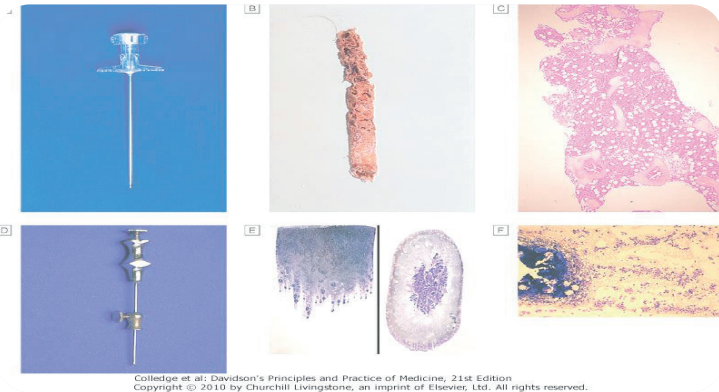 B
C
D
E
F
Colledge et al: Davidson's Principles and Practice of Medicine, 21st Edition
Copyright © 2010 by Churchill Livingstone, an imprint of Elsevier, Ltd. All rights reserved.